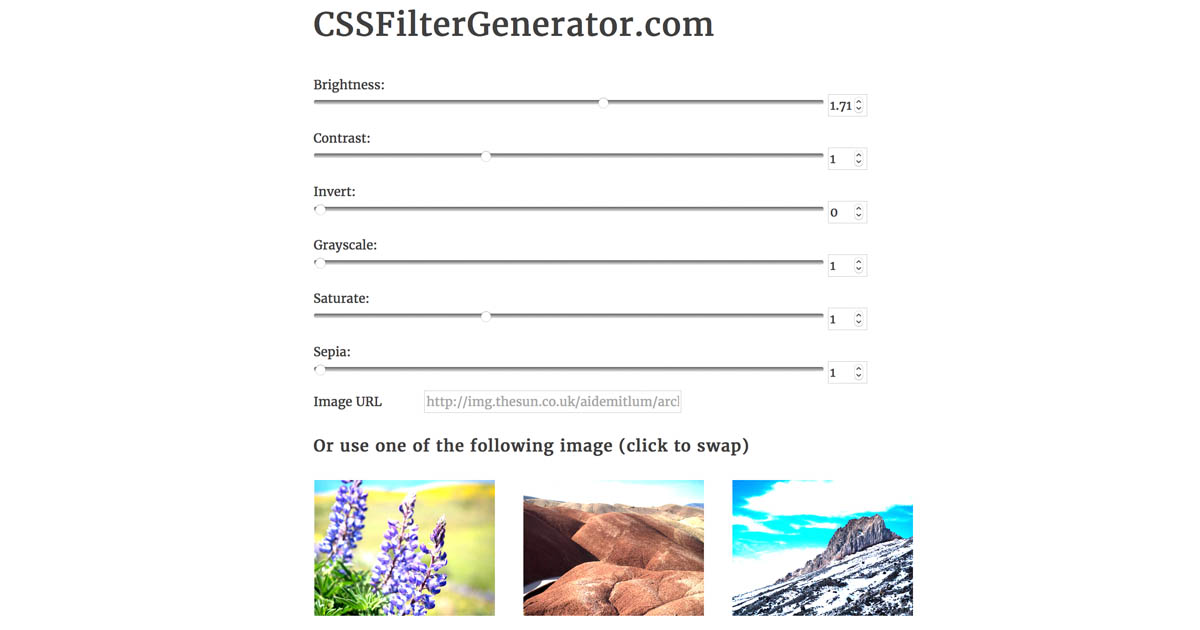 CSSFilterGenerator.com
Brightness:
1.71
Contrast:
1
Invert:
0
Grayscale:
1
Saturate:
1
Sepia:
1
Image URL http://img.thesun.co.uk/aidemitlum/arcl
Or use one of the following image (click to swap)